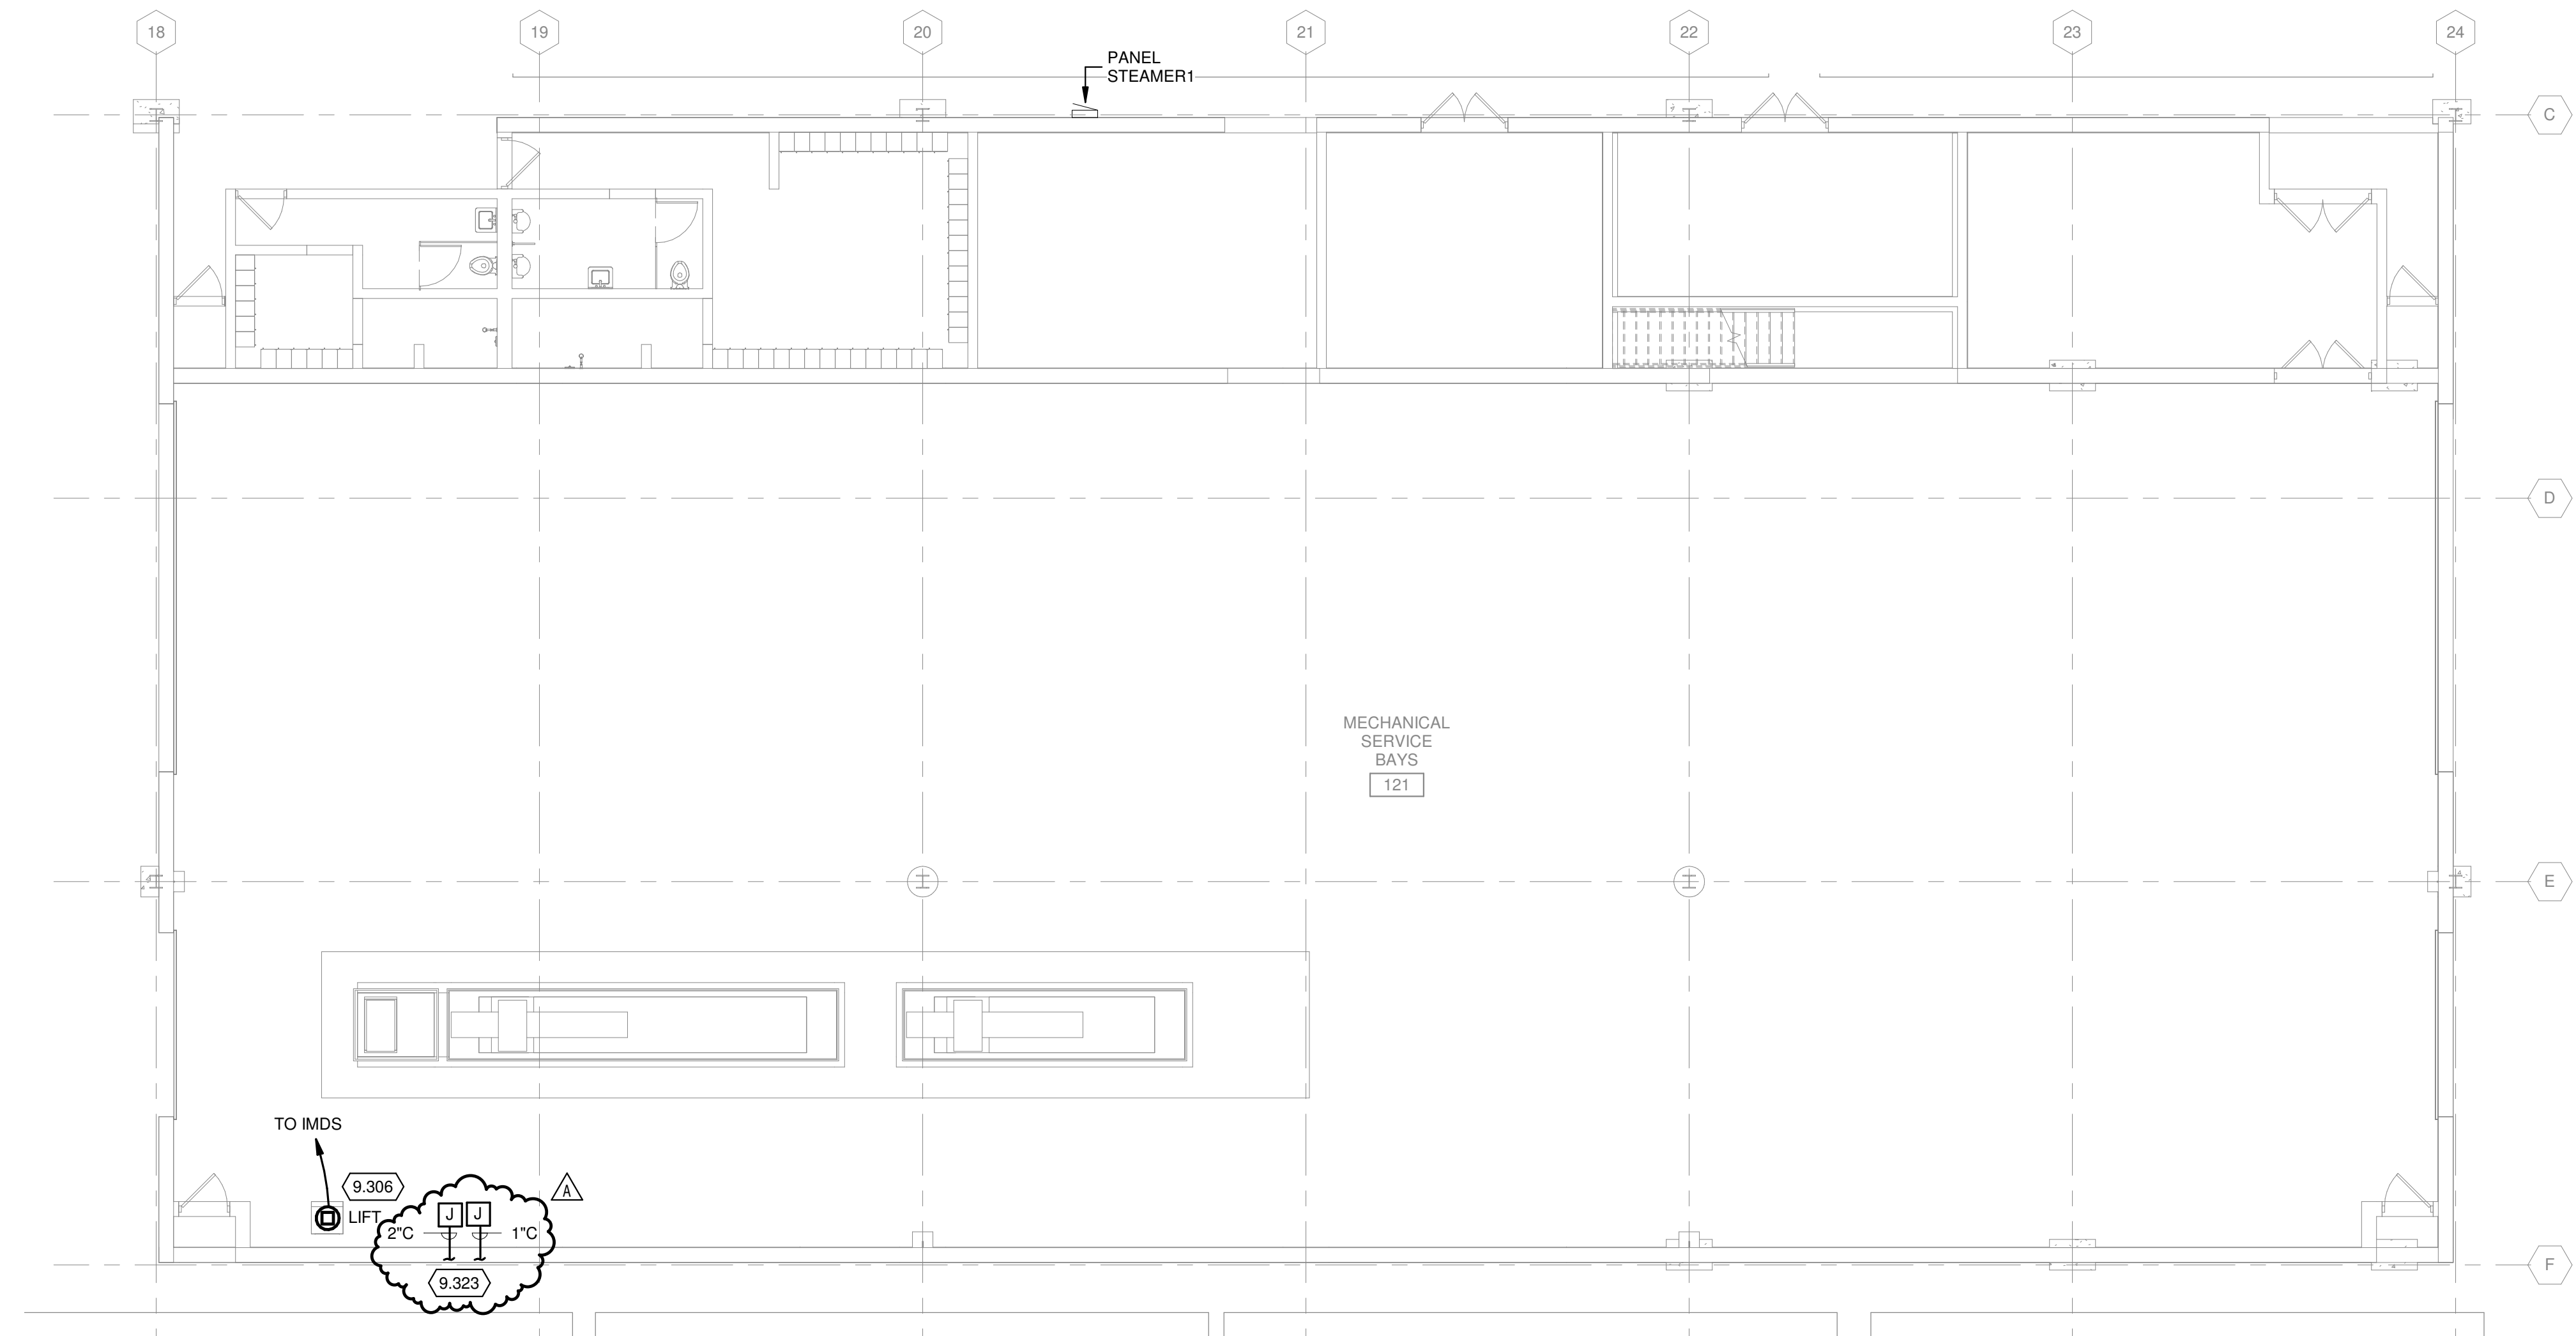 18
19
20
21
22
23
24
PANEL
STEAMER1
C
D
MECHANICAL
SERVICE
BAYS
121
E
TO IMDS
9.306
A
LIFT
J
J
2"C
1"C
9.323
F